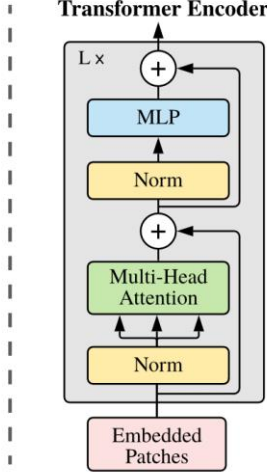 Transformer Encoder
L ×
+
MLP
Norm
+
Multi-Head
Attention
Norm
Embedded
Patches